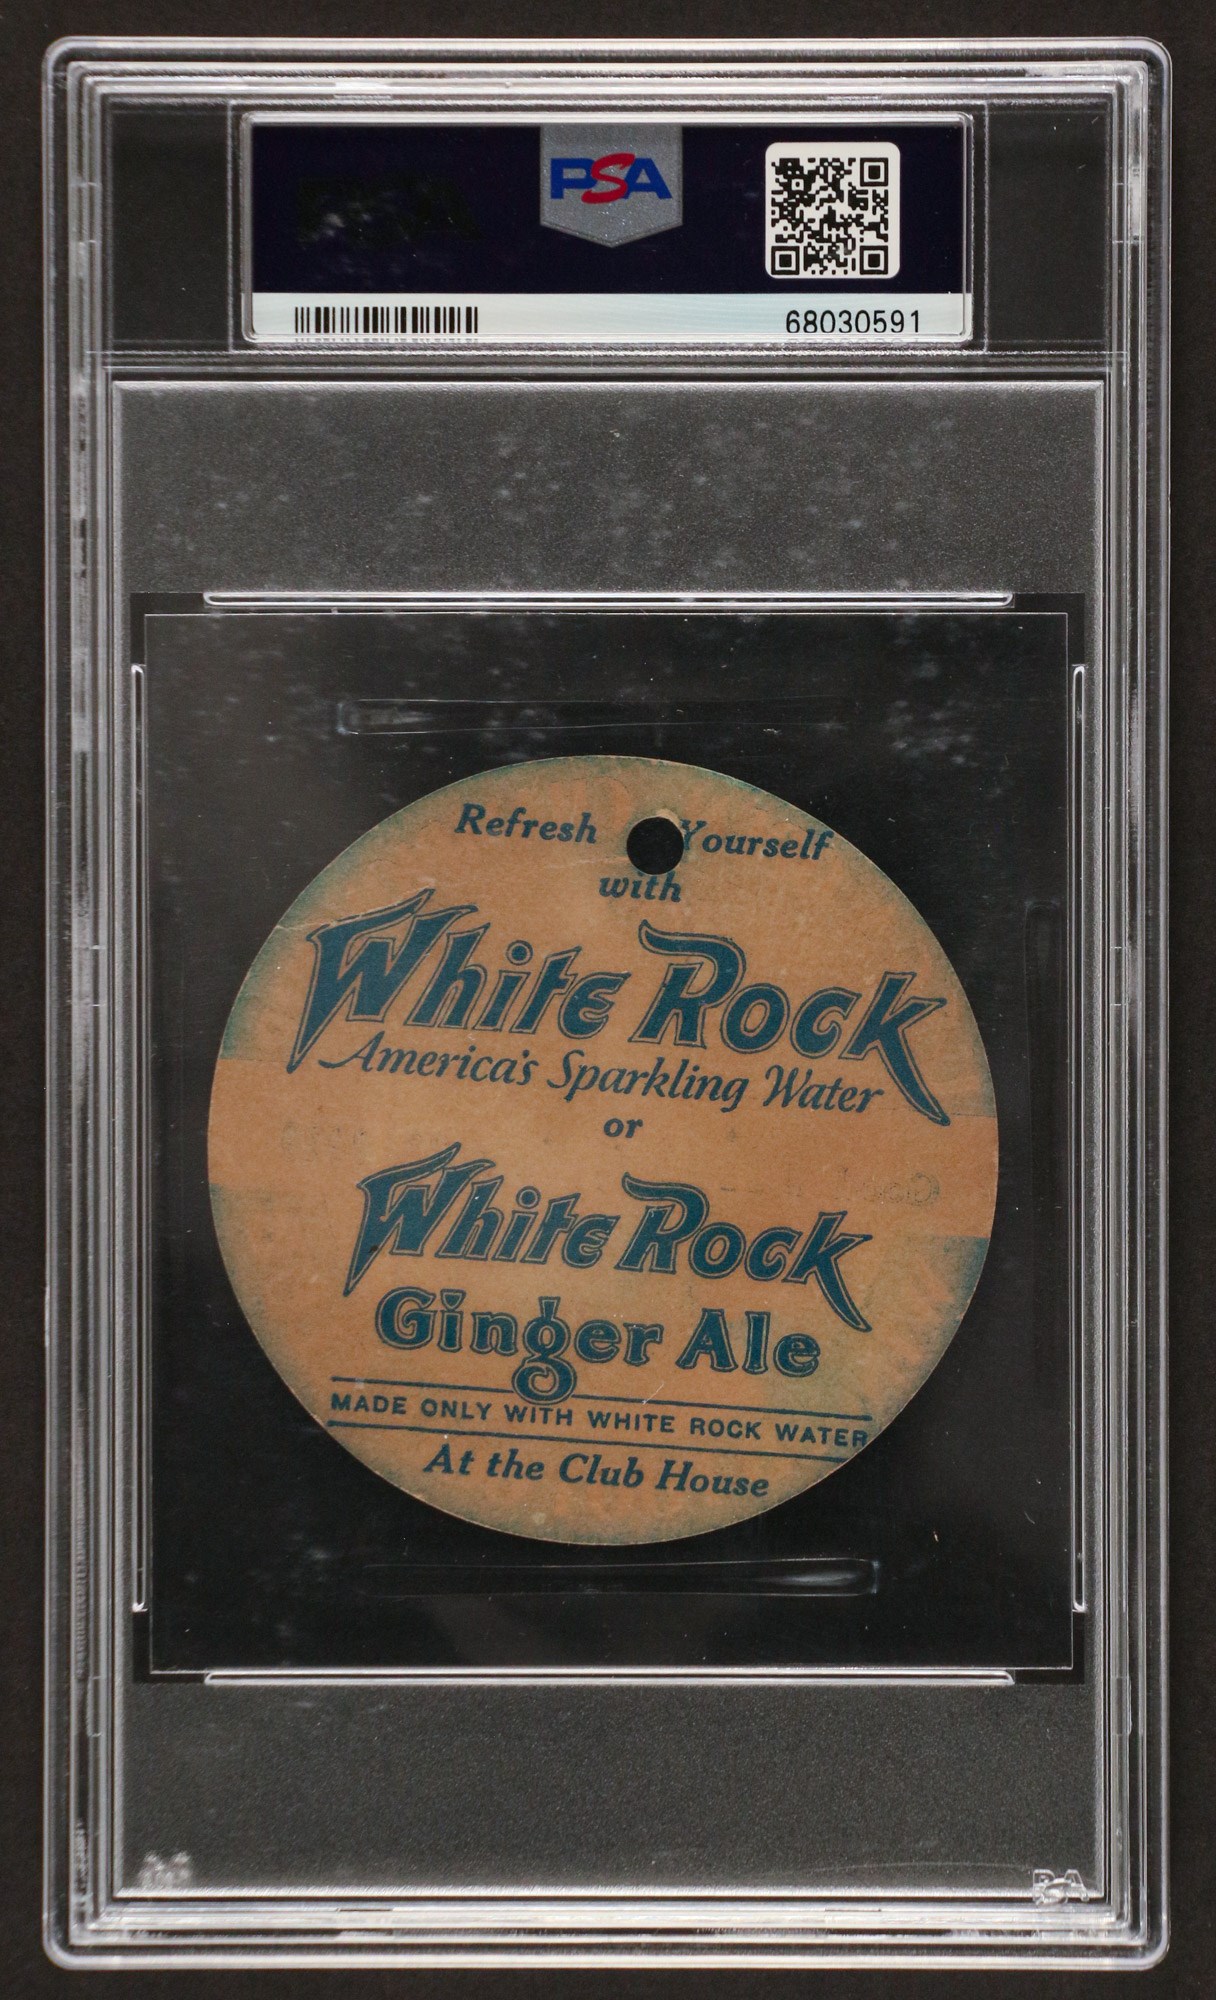 PSA
68030591
Refresh Yourself
with
White Rock
America's Sparkling Water
or
White Rock
Ginger Ale
MADE ONLY WITH WHITE ROCK WATER
At the Club House
PSA